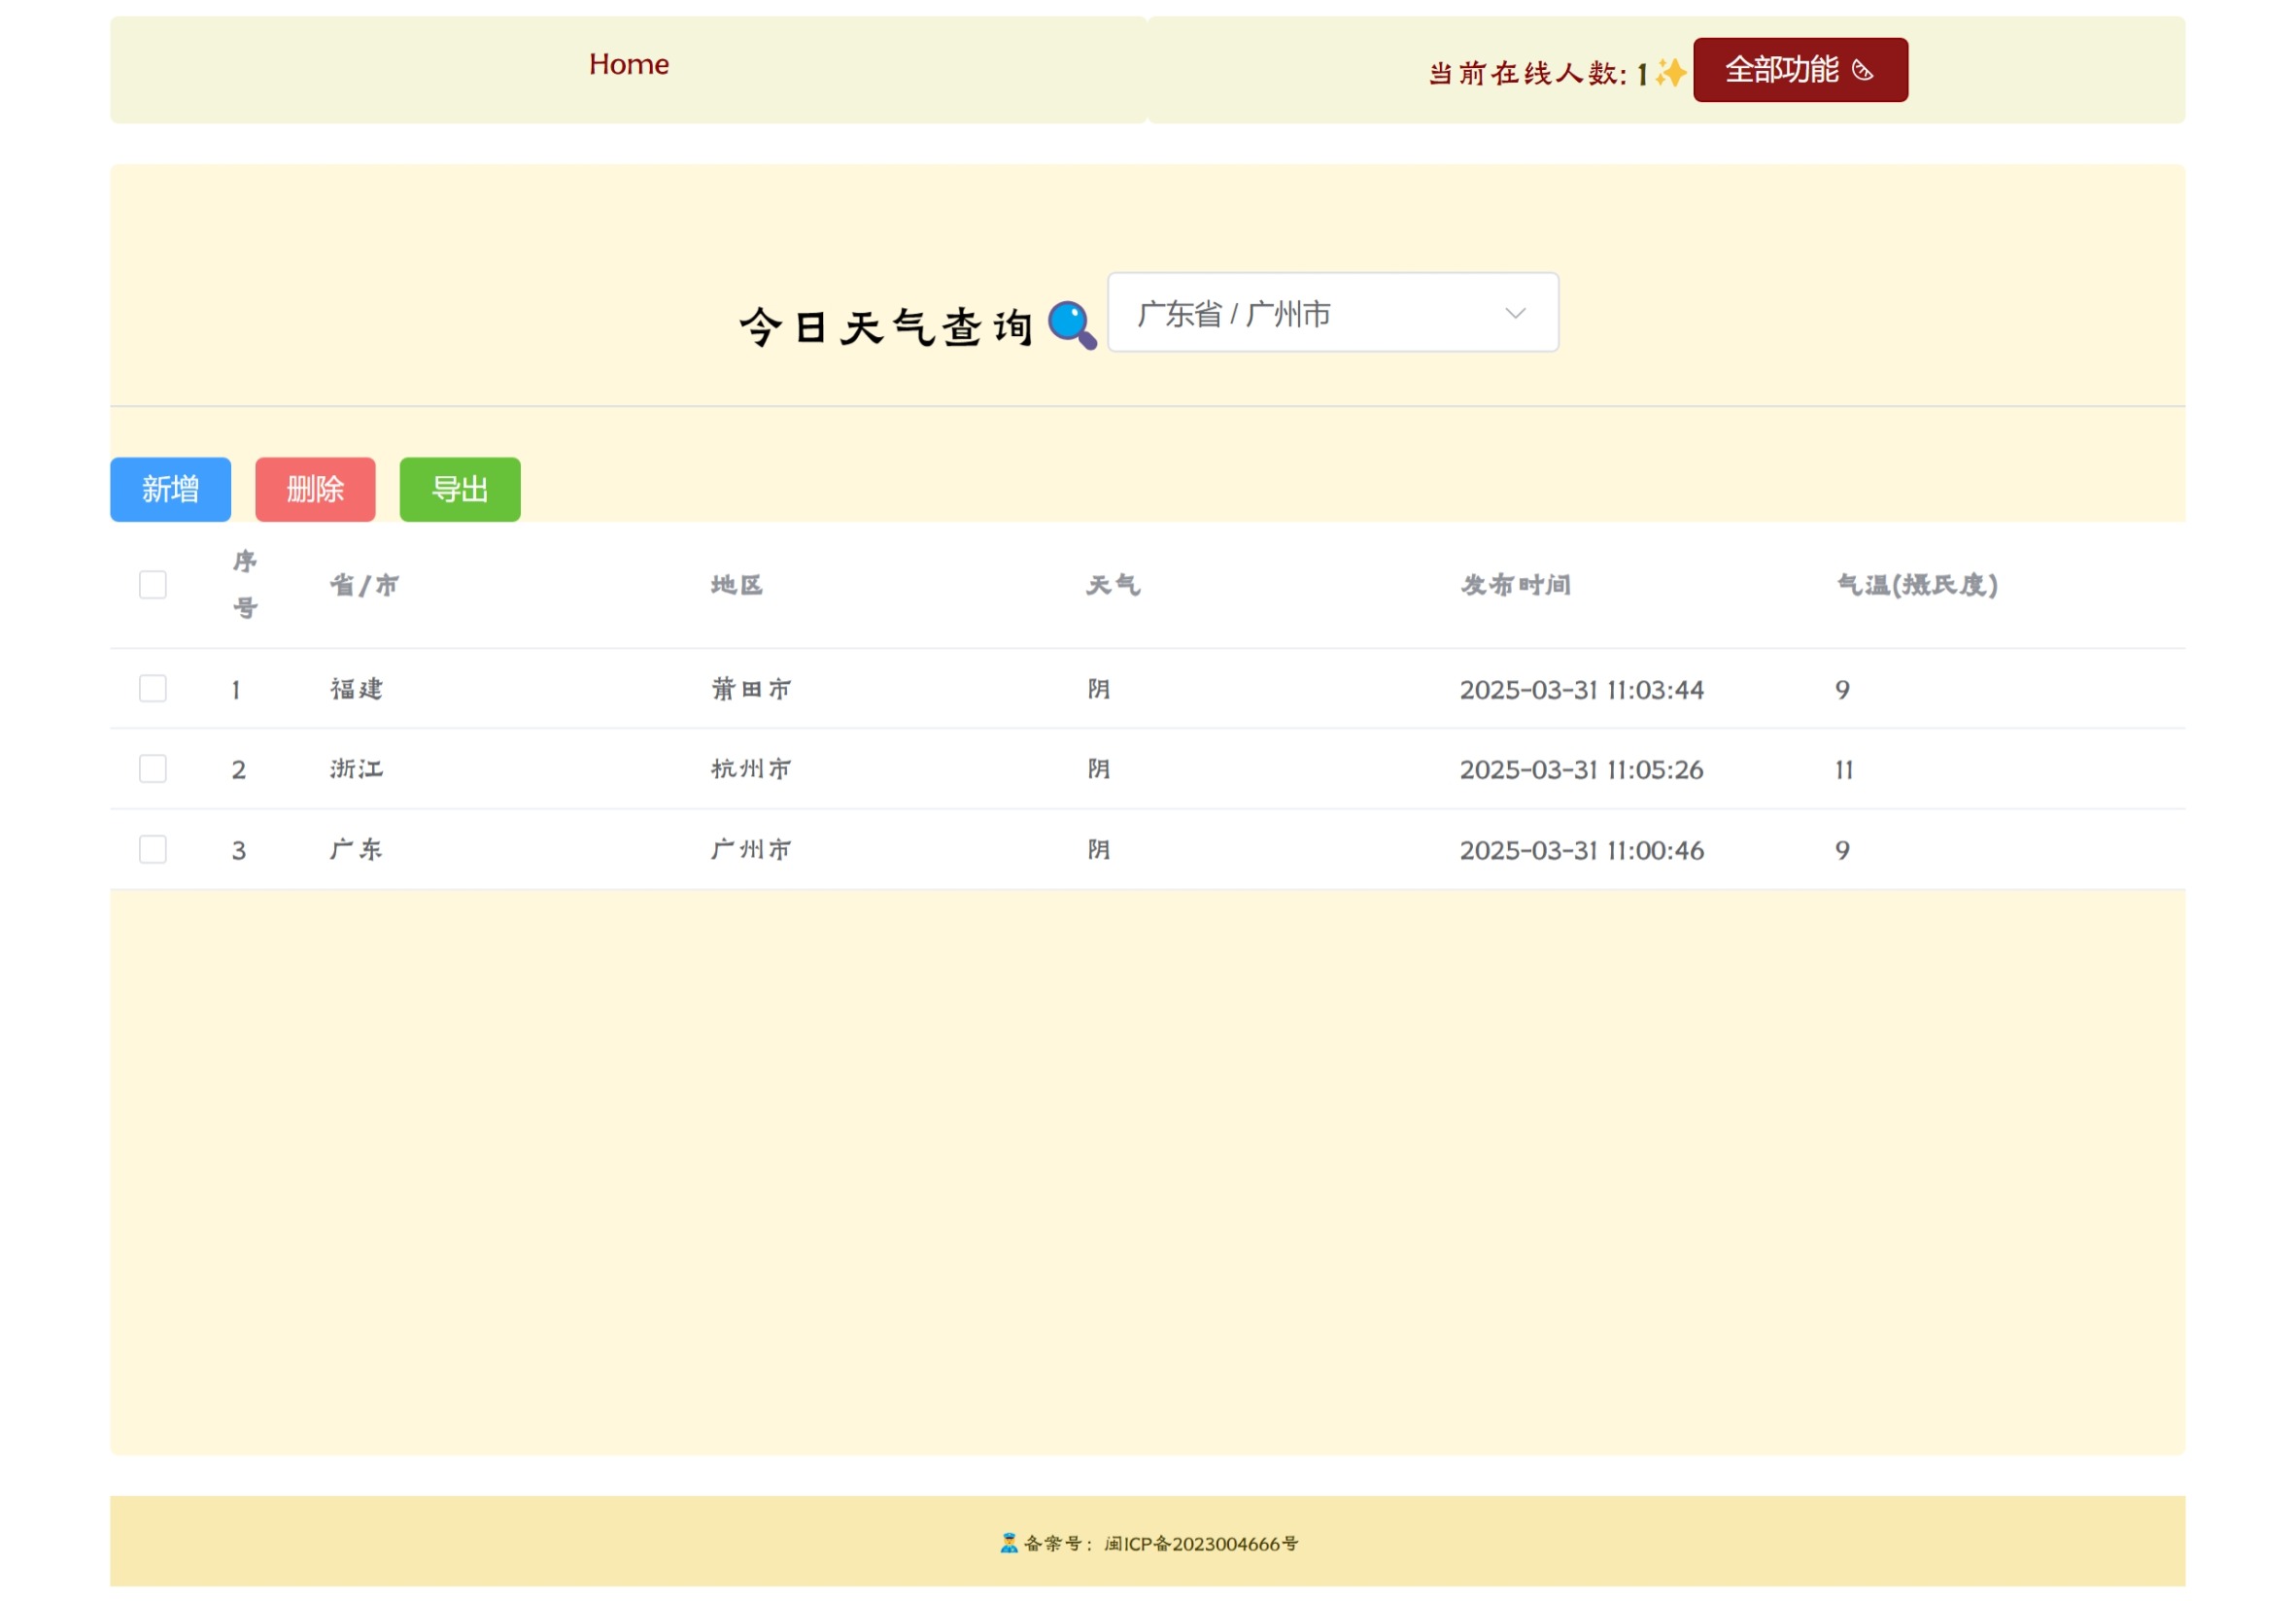 Home
当前在线人数: 1✨ 全部功能
今日天气查询🔍 广东省 / 广州市
新增 删除 导出
序号 省/市 地区 天气 发布时间 气温(摄氏度)
1 福建 莆田市 阴 2025-03-31 11:03:44 9
2 浙江 杭州市 阴 2025-03-31 11:05:26 11
3 广东 广州市 阴 2025-03-31 11:00:46 9
备案号：闽ICP备2023004666号